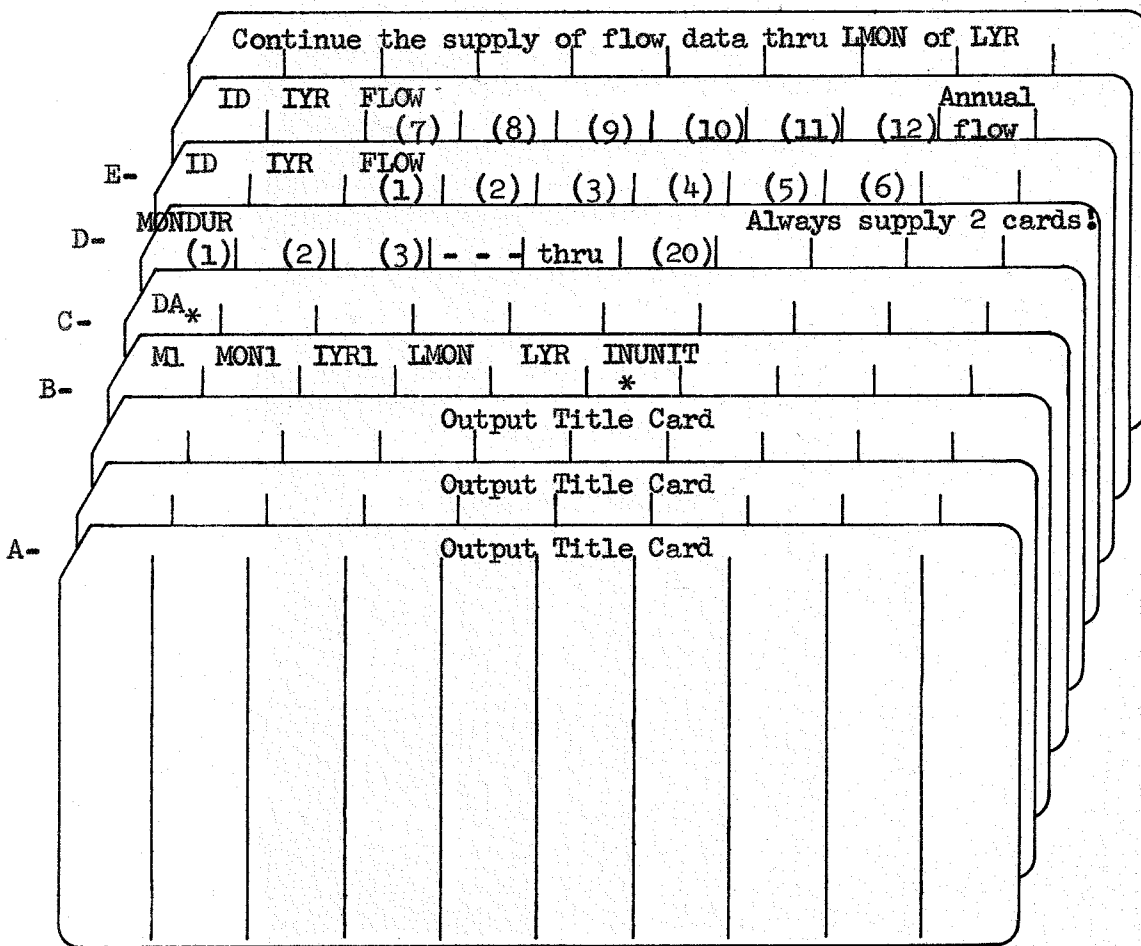 Continue the supply of flow data thru LMON of LYR
ID IYR FLOW Annual
(7) (8) (9) (10) (11) (12) flow
E- ID IYR FLOW
(1) (2) (3) (4) (5) (6)
D- MØNDUR Always supply 2 cards!
(1) (2) (3) - - - thru (20)
C- DA*
B- M1 MON1 IYR1 LMON LYR INUNIT
*
Output Title Card
Output Title Card
A- Output Title Card